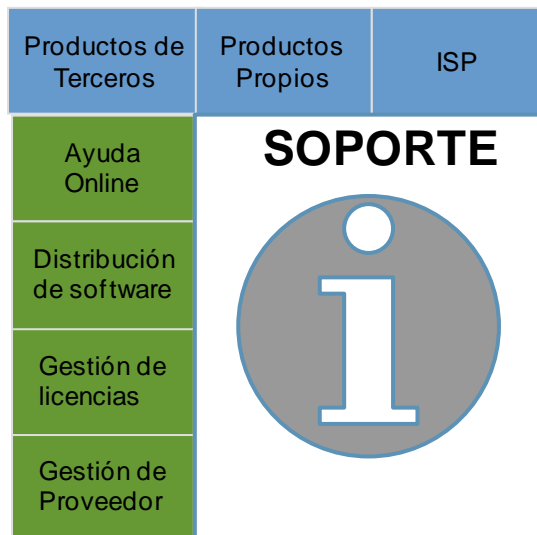 Productos de
Terceros
Productos
Propios
ISP
SOPORTE
Ayuda
Online
Distribución
de software
Gestión de
licencias
Gestión de
Proveedor